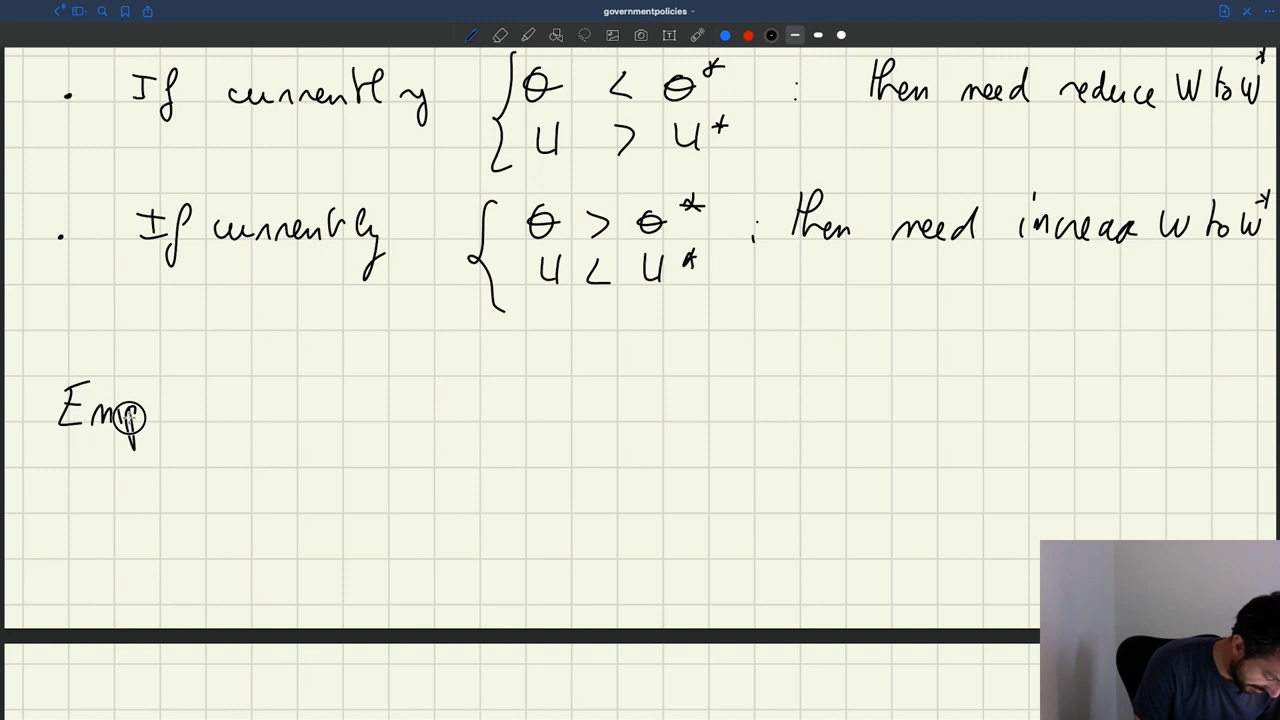 governmentpolicies
. If currently { θ < θ* : then need reduce W to W*
u > u*
. If currently { θ > θ* ; then need increase W to W*
u < u*
Emp